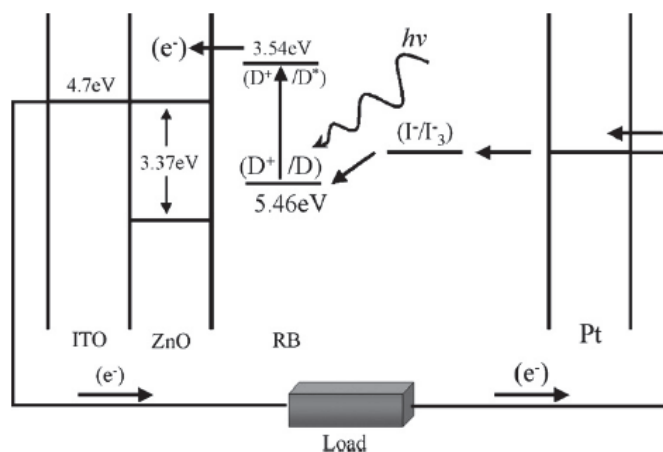 (e⁻)
3.54eV
hν
4.7eV
(D⁺ /D*)
(I⁻/I⁻₃)
3.37eV
(D⁺ /D)
5.46eV
ITO
ZnO
RB
Pt
(e⁻)
(e⁻)
Load